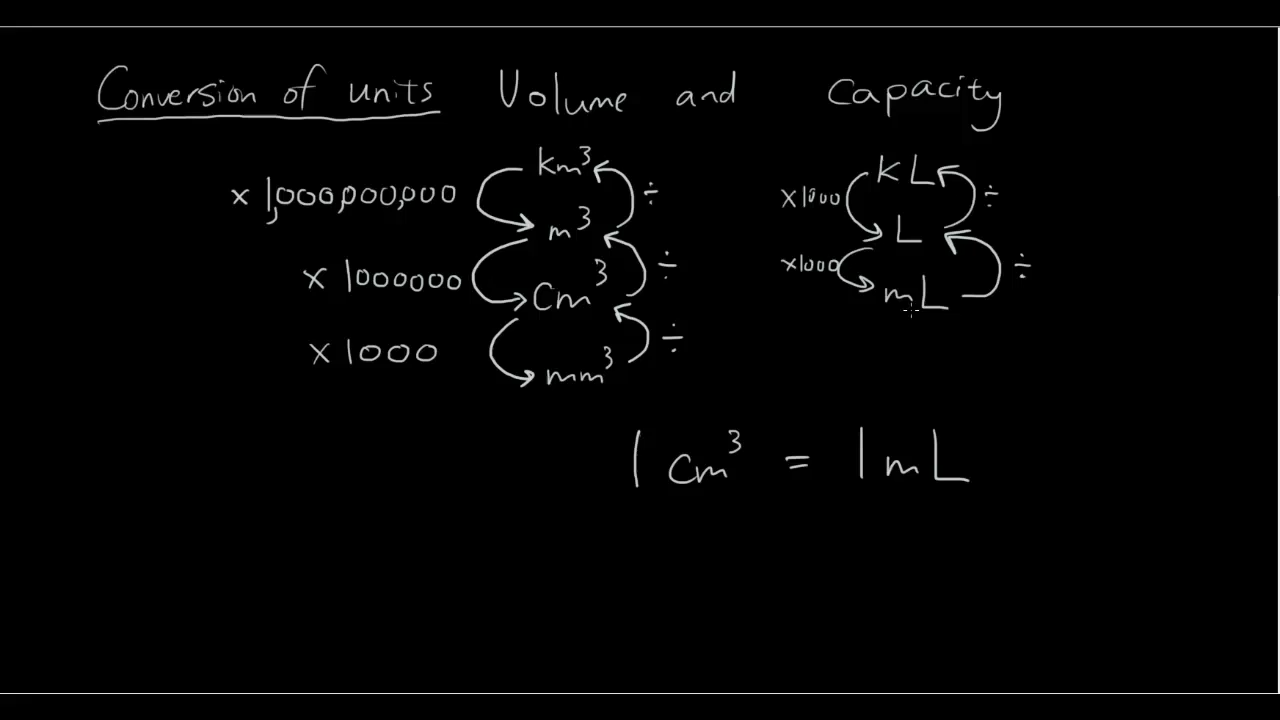 Conversion of units Volume and Capacity
km³ kL
x 1,000,000,000 ÷ x1000 ÷
m³ L
x 1000000 ÷ x1000 ÷
Cm³ mL
x 1000 ÷
mm³
1 cm³ = 1 mL